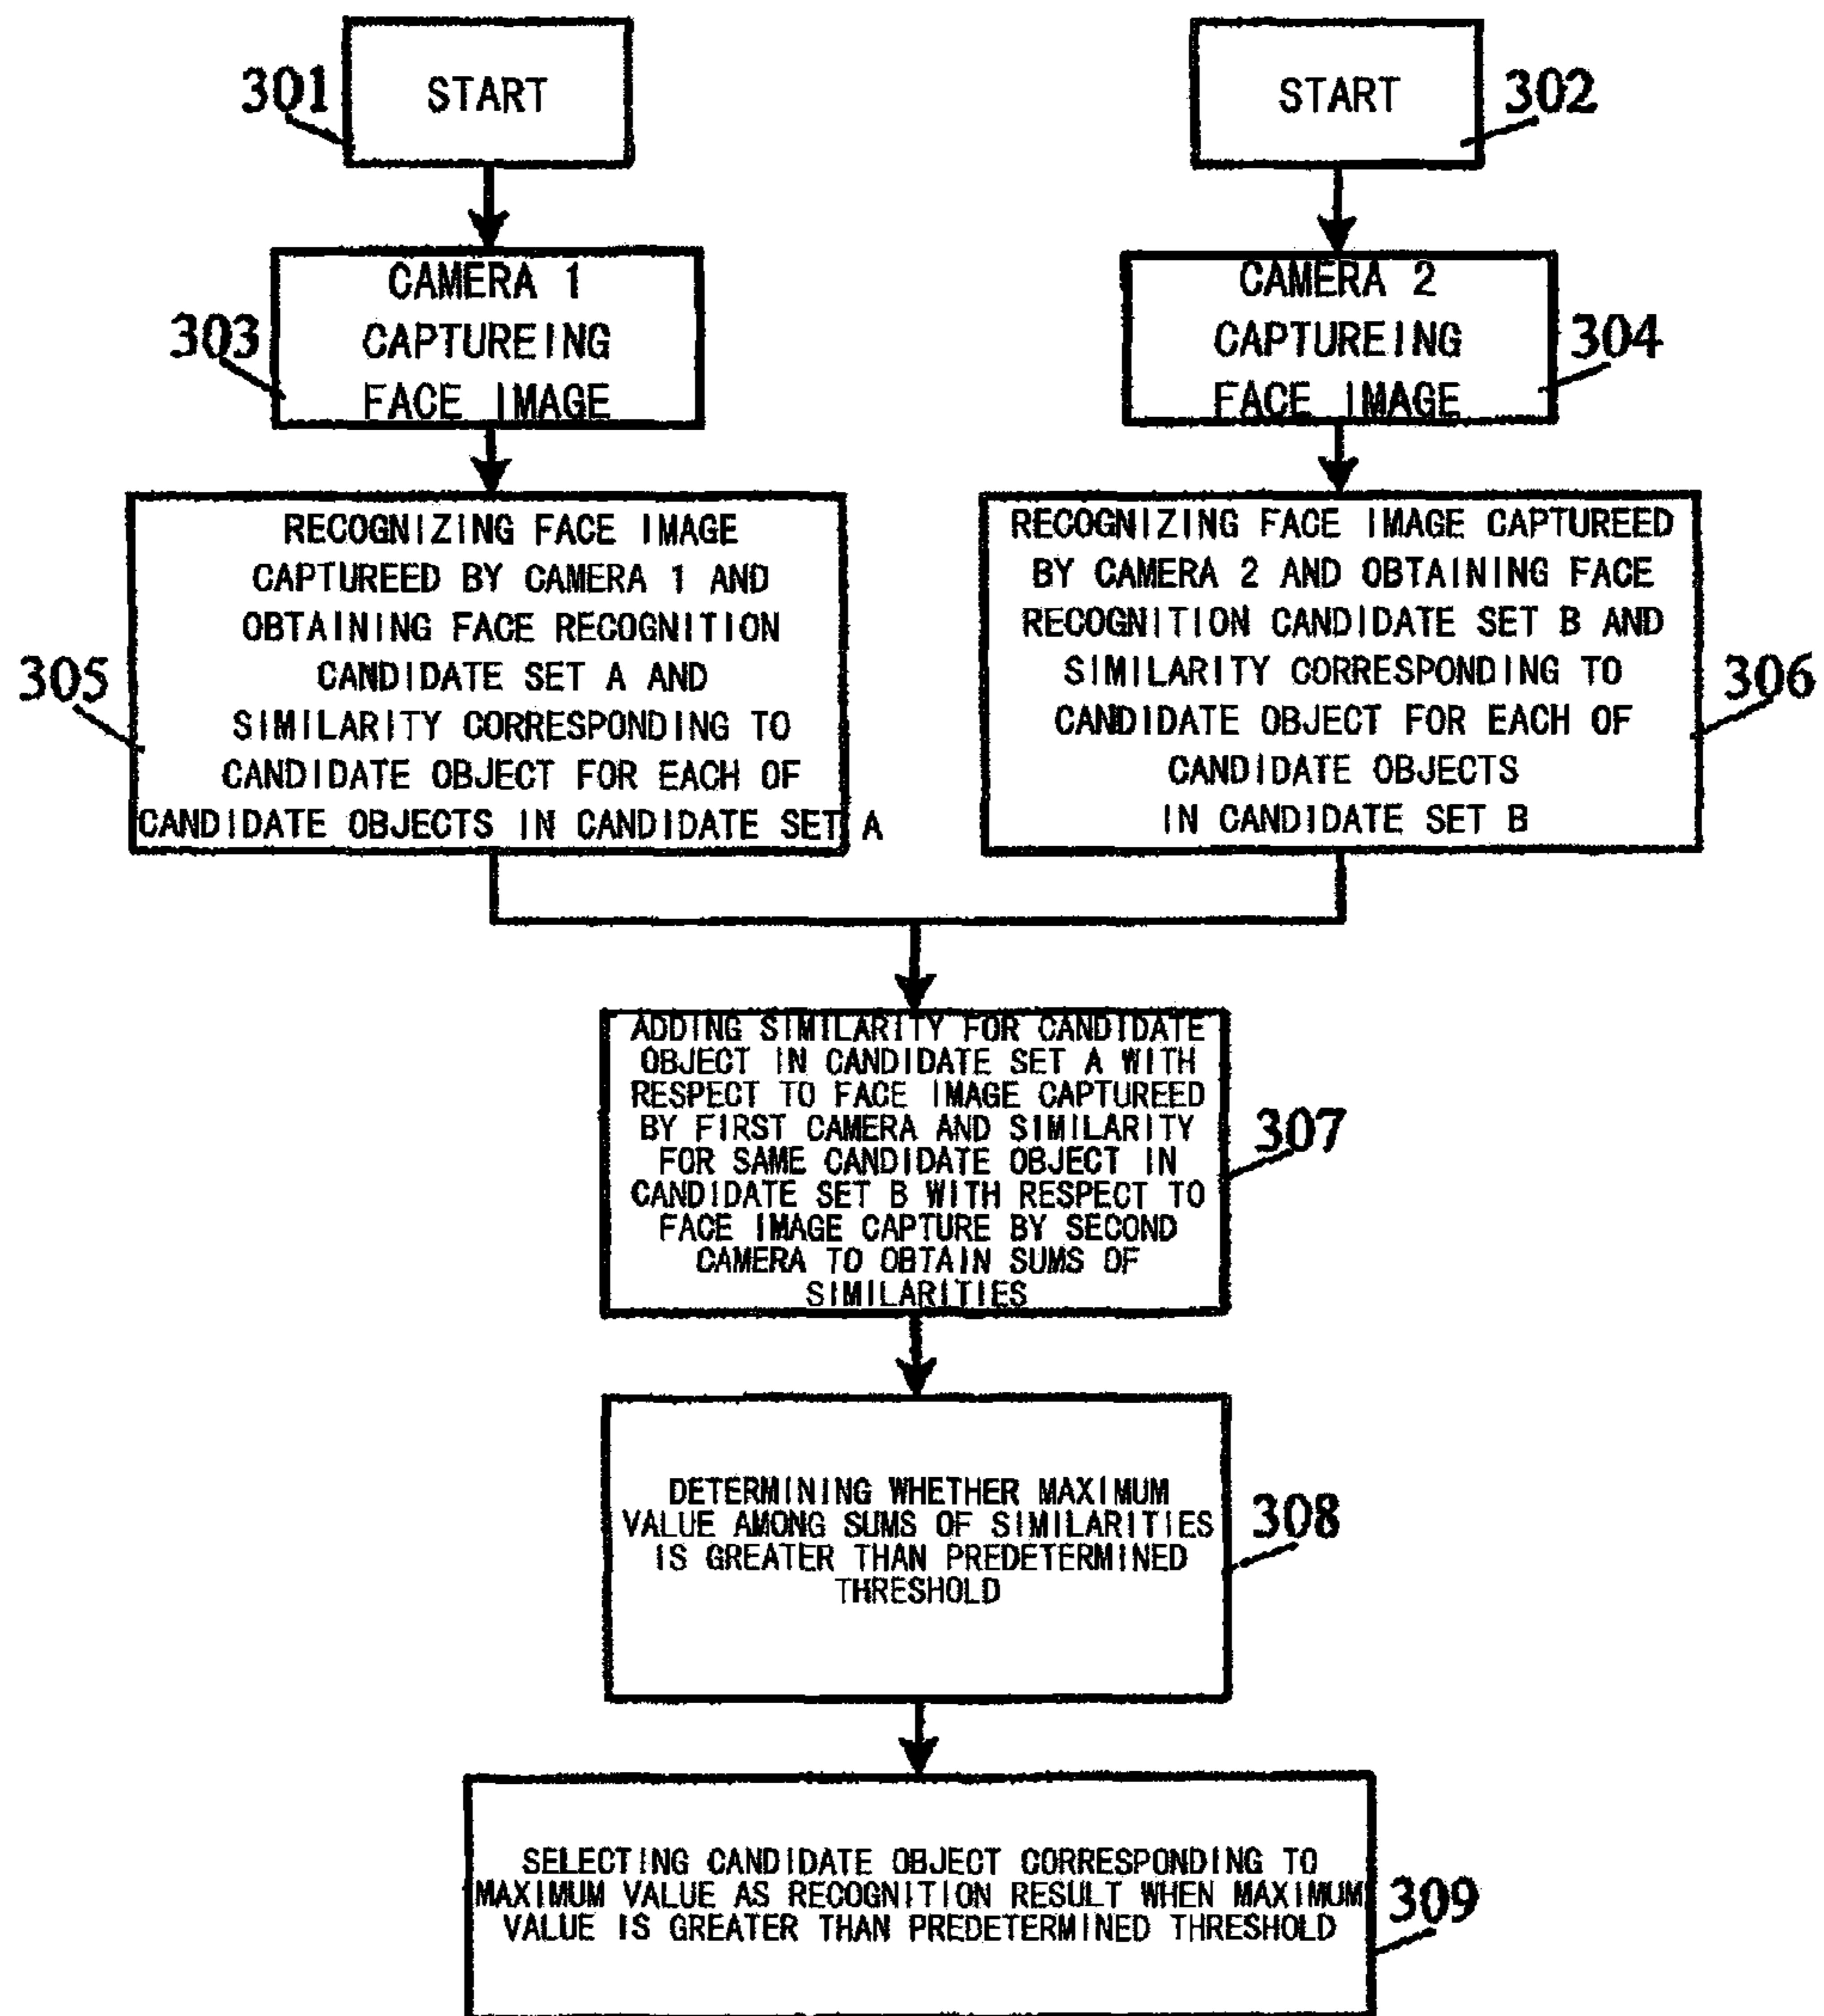 301
START
START
302
303
CAMERA 1
CAPTUREING
FACE IMAGE
CAMERA 2
CAPTUREING
FACE IMAGE
304
305
RECOGNIZING FACE IMAGE
CAPTUREED BY CAMERA 1 AND
OBTAINING FACE RECOGNITION
CANDIDATE SET A AND
SIMILARITY CORRESPONDING TO
CANDIDATE OBJECT FOR EACH OF
CANDIDATE OBJECTS IN CANDIDATE SET A
RECOGNIZING FACE IMAGE CAPTUREED
BY CAMERA 2 AND OBTAINING FACE
RECOGNITION CANDIDATE SET B AND
SIMILARITY CORRESPONDING TO
CANDIDATE OBJECT FOR EACH OF
CANDIDATE OBJECTS
IN CANDIDATE SET B
306
ADDING SIMILARITY FOR CANDIDATE
OBJECT IN CANDIDATE SET A WITH
RESPECT TO FACE IMAGE CAPTUREED
BY FIRST CAMERA AND SIMILARITY
FOR SAME CANDIDATE OBJECT IN
CANDIDATE SET B WITH RESPECT TO
FACE IMAGE CAPTURE BY SECOND
CAMERA TO OBTAIN SUMS OF
SIMILARITIES
307
DETERMINING WHETHER MAXIMUM
VALUE AMONG SUMS OF SIMILARITIES
IS GREATER THAN PREDETERMINED
THRESHOLD
308
SELECTING CANDIDATE OBJECT CORRESPONDING TO
MAXIMUM VALUE AS RECOGNITION RESULT WHEN MAXIMUM
VALUE IS GREATER THAN PREDETERMINED THRESHOLD
309